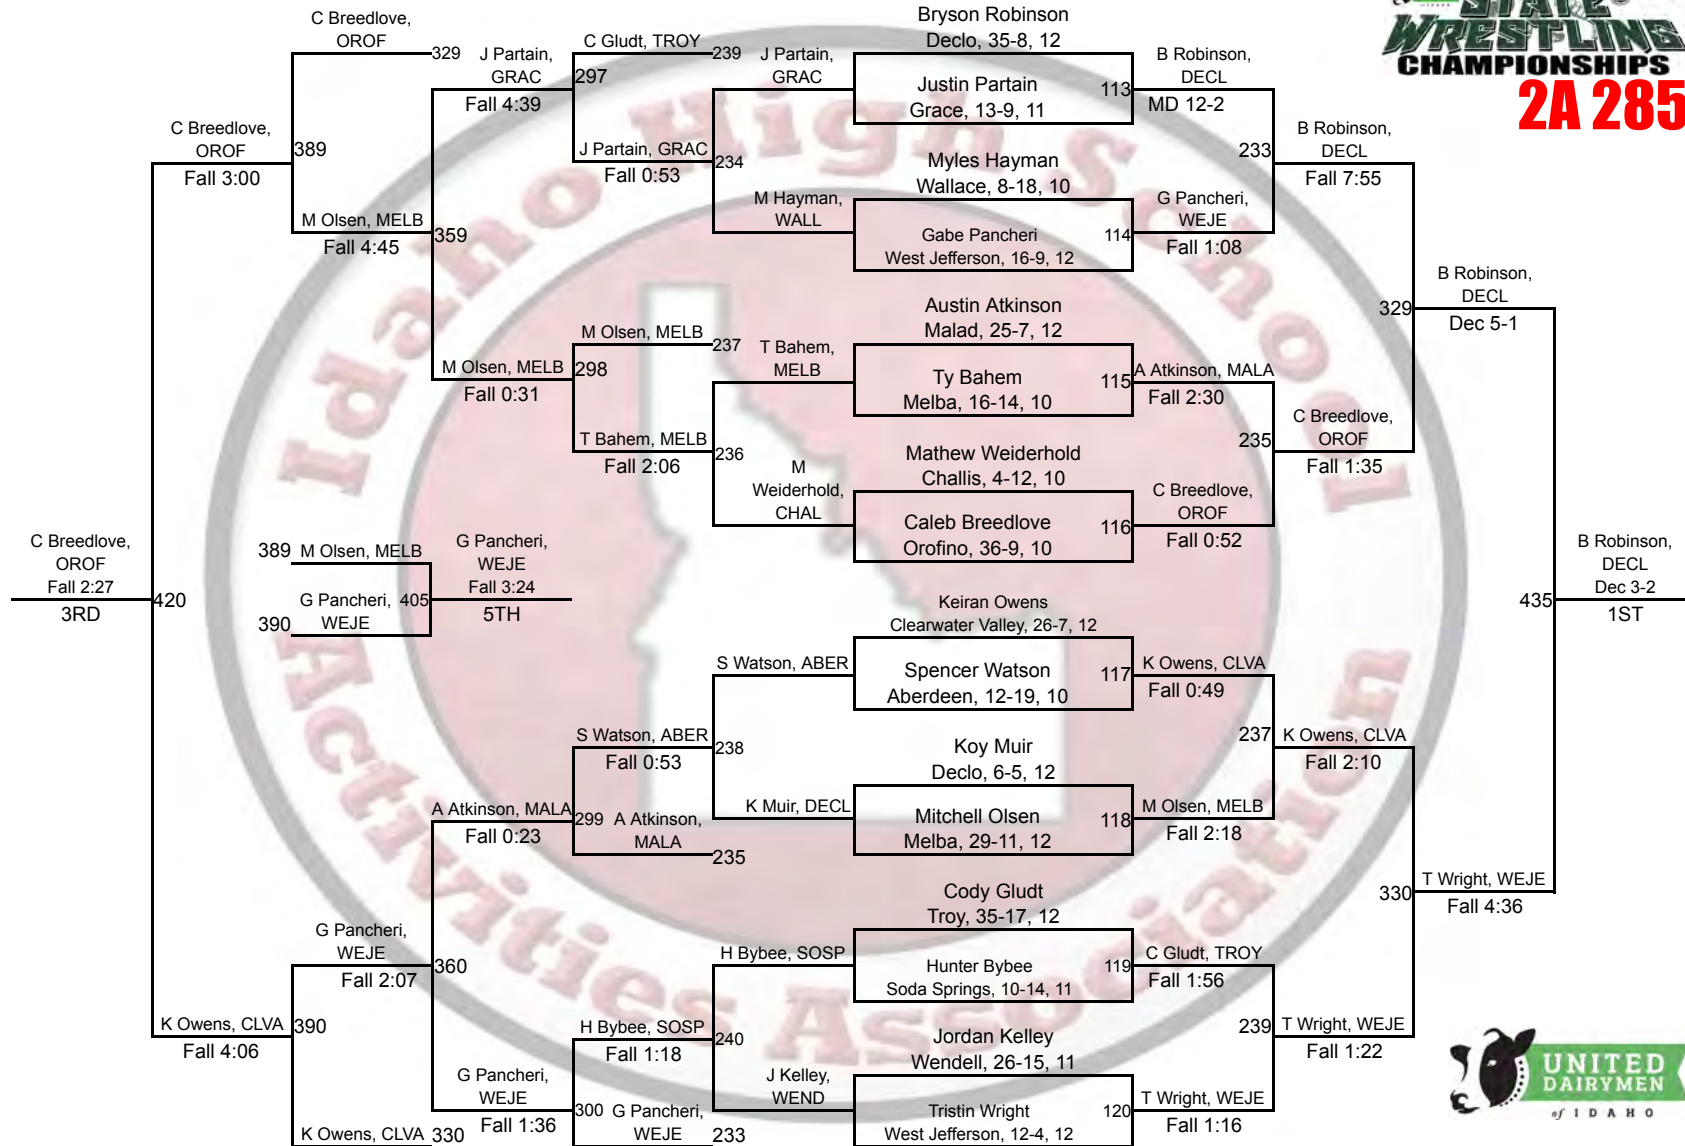 STATE
WRESTLING
CHAMPIONSHIPS
2A 285
Idaho High School
Activities Association
C Breedlove,
OROF
329
J Partain,
GRAC
Fall 4:39
C Gludt, TROY
239
297
J Partain,
GRAC
Bryson Robinson
Declo, 35-8, 12
Justin Partain
Grace, 13-9, 11
113
B Robinson,
DECL
MD 12-2
C Breedlove,
OROF
Fall 3:00
389
J Partain, GRAC
Fall 0:53
234
Myles Hayman
Wallace, 8-18, 10
233
B Robinson,
DECL
Fall 7:55
M Hayman,
WALL
Gabe Pancheri
West Jefferson, 16-9, 12
114
G Pancheri,
WEJE
Fall 1:08
M Olsen, MELB
Fall 4:45
359
B Robinson,
DECL
Dec 5-1
329
Austin Atkinson
Malad, 25-7, 12
M Olsen, MELB
237
T Bahem,
MELB
Ty Bahem
Melba, 16-14, 10
115
A Atkinson, MALA
Fall 2:30
M Olsen, MELB
Fall 0:31
298
T Bahem, MELB
Fall 2:06
236
M
Weiderhold,
CHAL
Mathew Weiderhold
Challis, 4-12, 10
235
C Breedlove,
OROF
Fall 1:35
Caleb Breedlove
Orofino, 36-9, 10
116
C Breedlove,
OROF
Fall 0:52
C Breedlove,
OROF
Fall 2:27
3RD
420
389
M Olsen, MELB
G Pancheri,
WEJE
390
405
G Pancheri,
WEJE
Fall 3:24
5TH
435
B Robinson,
DECL
Dec 3-2
1ST
Keiran Owens
Clearwater Valley, 26-7, 12
S Watson, ABER
Spencer Watson
Aberdeen, 12-19, 10
117
K Owens, CLVA
Fall 0:49
S Watson, ABER
Fall 0:53
238
Koy Muir
Declo, 6-5, 12
237
K Owens, CLVA
Fall 2:10
A Atkinson, MALA
Fall 0:23
299
A Atkinson,
MALA
235
K Muir, DECL
Mitchell Olsen
Melba, 29-11, 12
118
M Olsen, MELB
Fall 2:18
330
T Wright, WEJE
Fall 4:36
Cody Gludt
Troy, 35-17, 12
G Pancheri,
WEJE
Fall 2:07
360
H Bybee, SOSP
Hunter Bybee
Soda Springs, 10-14, 11
119
C Gludt, TROY
Fall 1:56
K Owens, CLVA
Fall 4:06
390
H Bybee, SOSP
Fall 1:18
240
Jordan Kelley
Wendell, 26-15, 11
239
T Wright, WEJE
Fall 1:22
G Pancheri,
WEJE
Fall 1:36
300
G Pancheri,
WEJE
233
J Kelley,
WEND
Tristin Wright
West Jefferson, 12-4, 12
120
T Wright, WEJE
Fall 1:16
K Owens, CLVA
330
UNITED
DAIRYMEN
of IDAHO